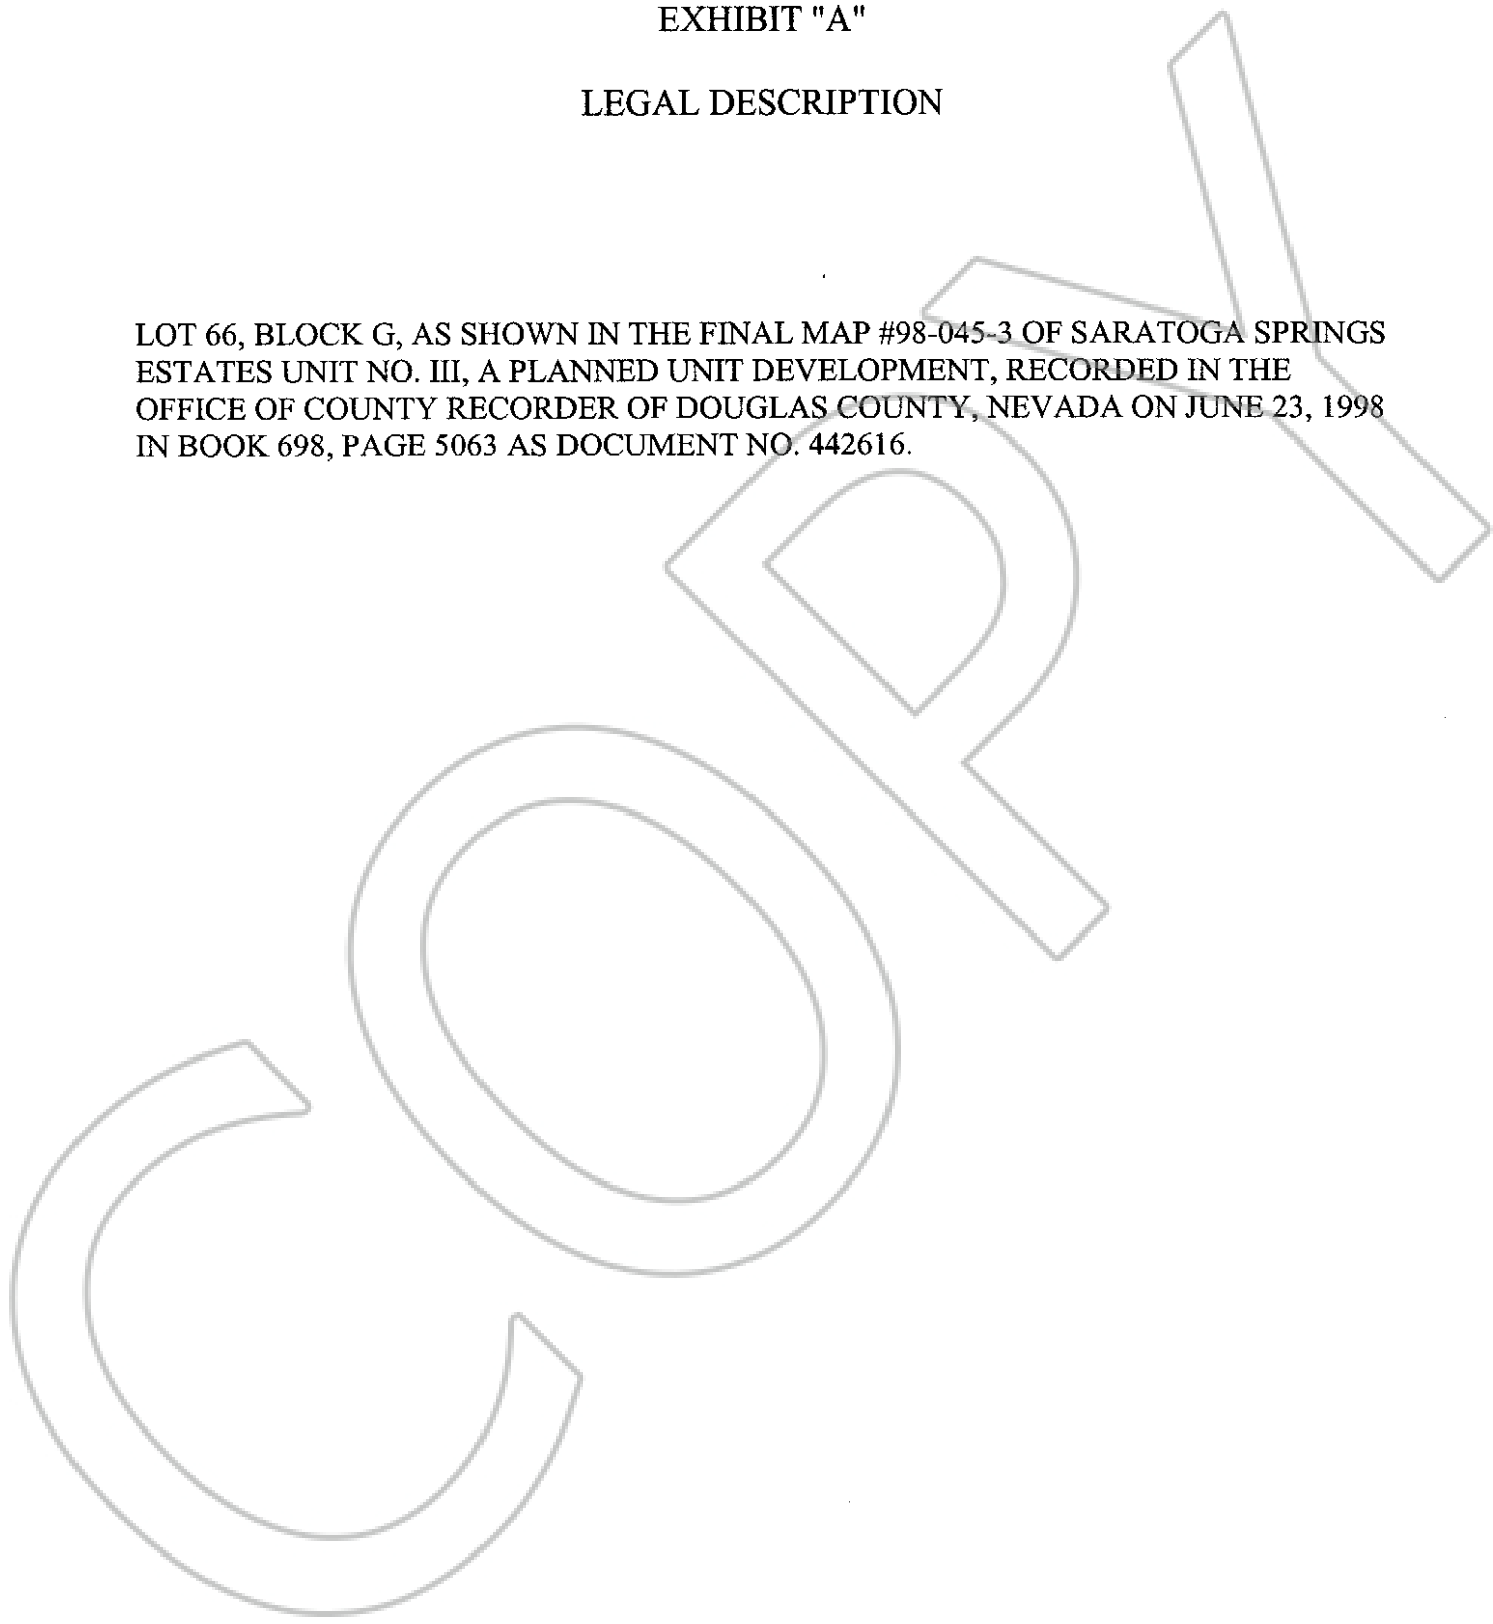 EXHIBIT "A"
LEGAL DESCRIPTION
LOT 66, BLOCK G, AS SHOWN IN THE FINAL MAP #98-045-3 OF SARATOGA SPRINGS
ESTATES UNIT NO. III, A PLANNED UNIT DEVELOPMENT, RECORDED IN THE
OFFICE OF COUNTY RECORDER OF DOUGLAS COUNTY, NEVADA ON JUNE 23, 1998
IN BOOK 698, PAGE 5063 AS DOCUMENT NO. 442616.
COPY